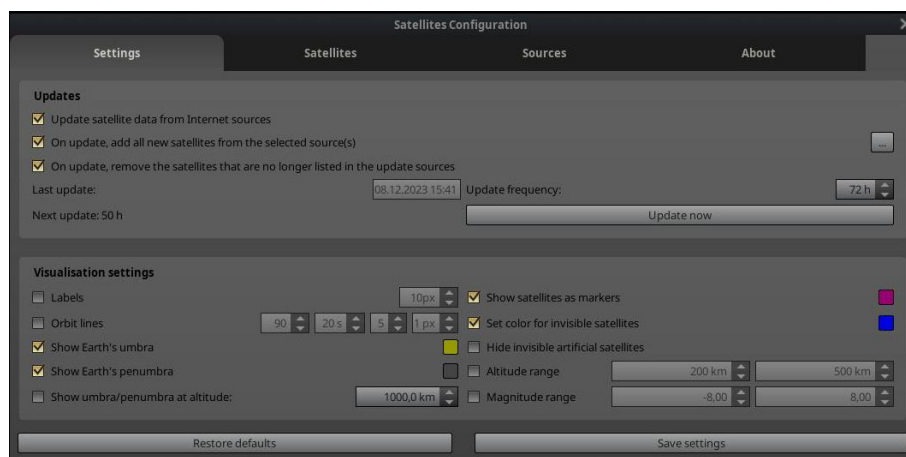 Satellites Configuration
Settings Satellites Sources About
Updates
Update satellite data from Internet sources
On update, add all new satellites from the selected source(s) ...
On update, remove the satellites that are no longer listed in the update sources
Last update: 08.12.2023 15:41 Update frequency: 72 h
Next update: 50 h Update now
Visualisation settings
Labels 10px Show satellites as markers
Orbit lines 90 20 s 5 1 px Set color for invisible satellites
Show Earth's umbra Hide invisible artificial satellites
Show Earth's penumbra Altitude range 200 km 500 km
Show umbra/penumbra at altitude: 1000,0 km Magnitude range -8,00 8,00
Restore defaults Save settings